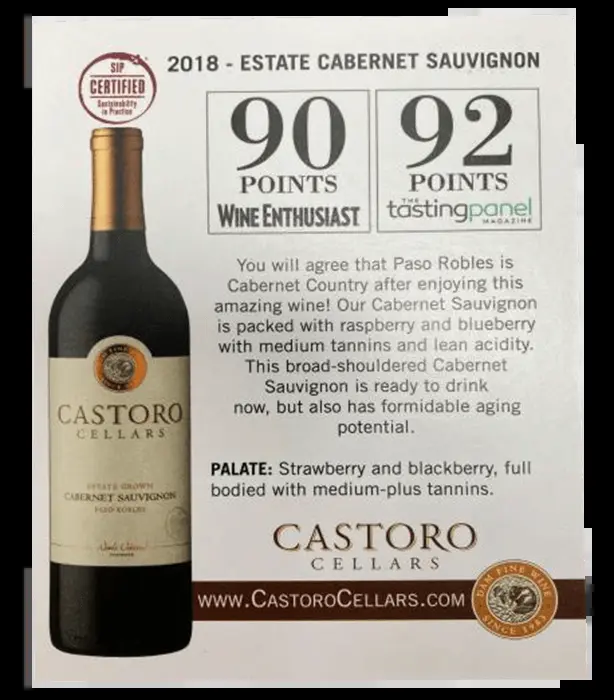 2018 - ESTATE CABERNET SAUVIGNON
SIP
CERTIFIED
Sustainability
in Practice
90
POINTS
WINE ENTHUSIAST
92
POINTS
THE
tastingpanel
MAGAZINE
You will agree that Paso Robles is
Cabernet Country after enjoying this
amazing wine! Our Cabernet Sauvignon
is packed with raspberry and blueberry
with medium tannins and lean acidity.
This broad-shouldered Cabernet
Sauvignon is ready to drink
now, but also has formidable aging
potential.
PALATE: Strawberry and blackberry, full
bodied with medium-plus tannins.
CASTORO
CELLARS
ESTATE GROWN
CABERNET SAUVIGNON
PASO ROBLES
CASTORO
CELLARS
WWW.CASTOROCELLARS.COM
DAM FINE WINE
SINCE 1983